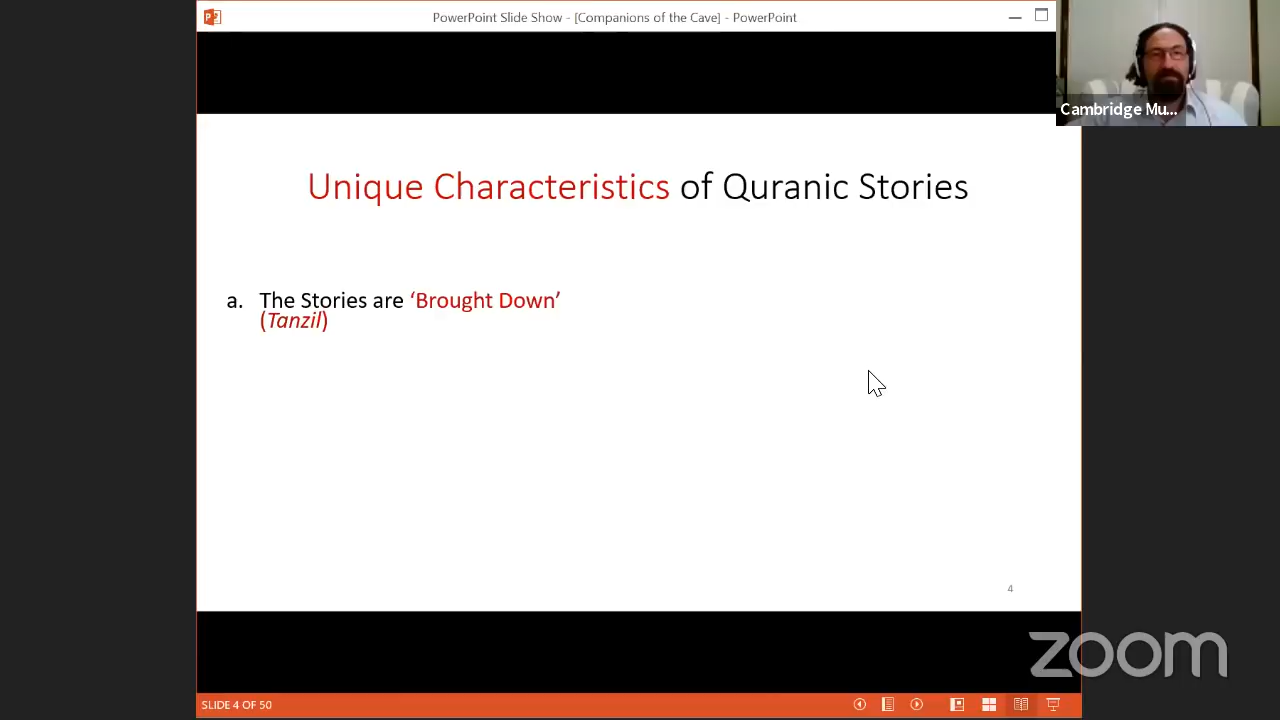 PowerPoint Slide Show - [Companions of the Cave] - PowerPoint
Cambridge Mu...
Unique Characteristics of Quranic Stories
a. The Stories are ‘Brought Down’
(Tanzil)
4
zoom
SLIDE 4 OF 50